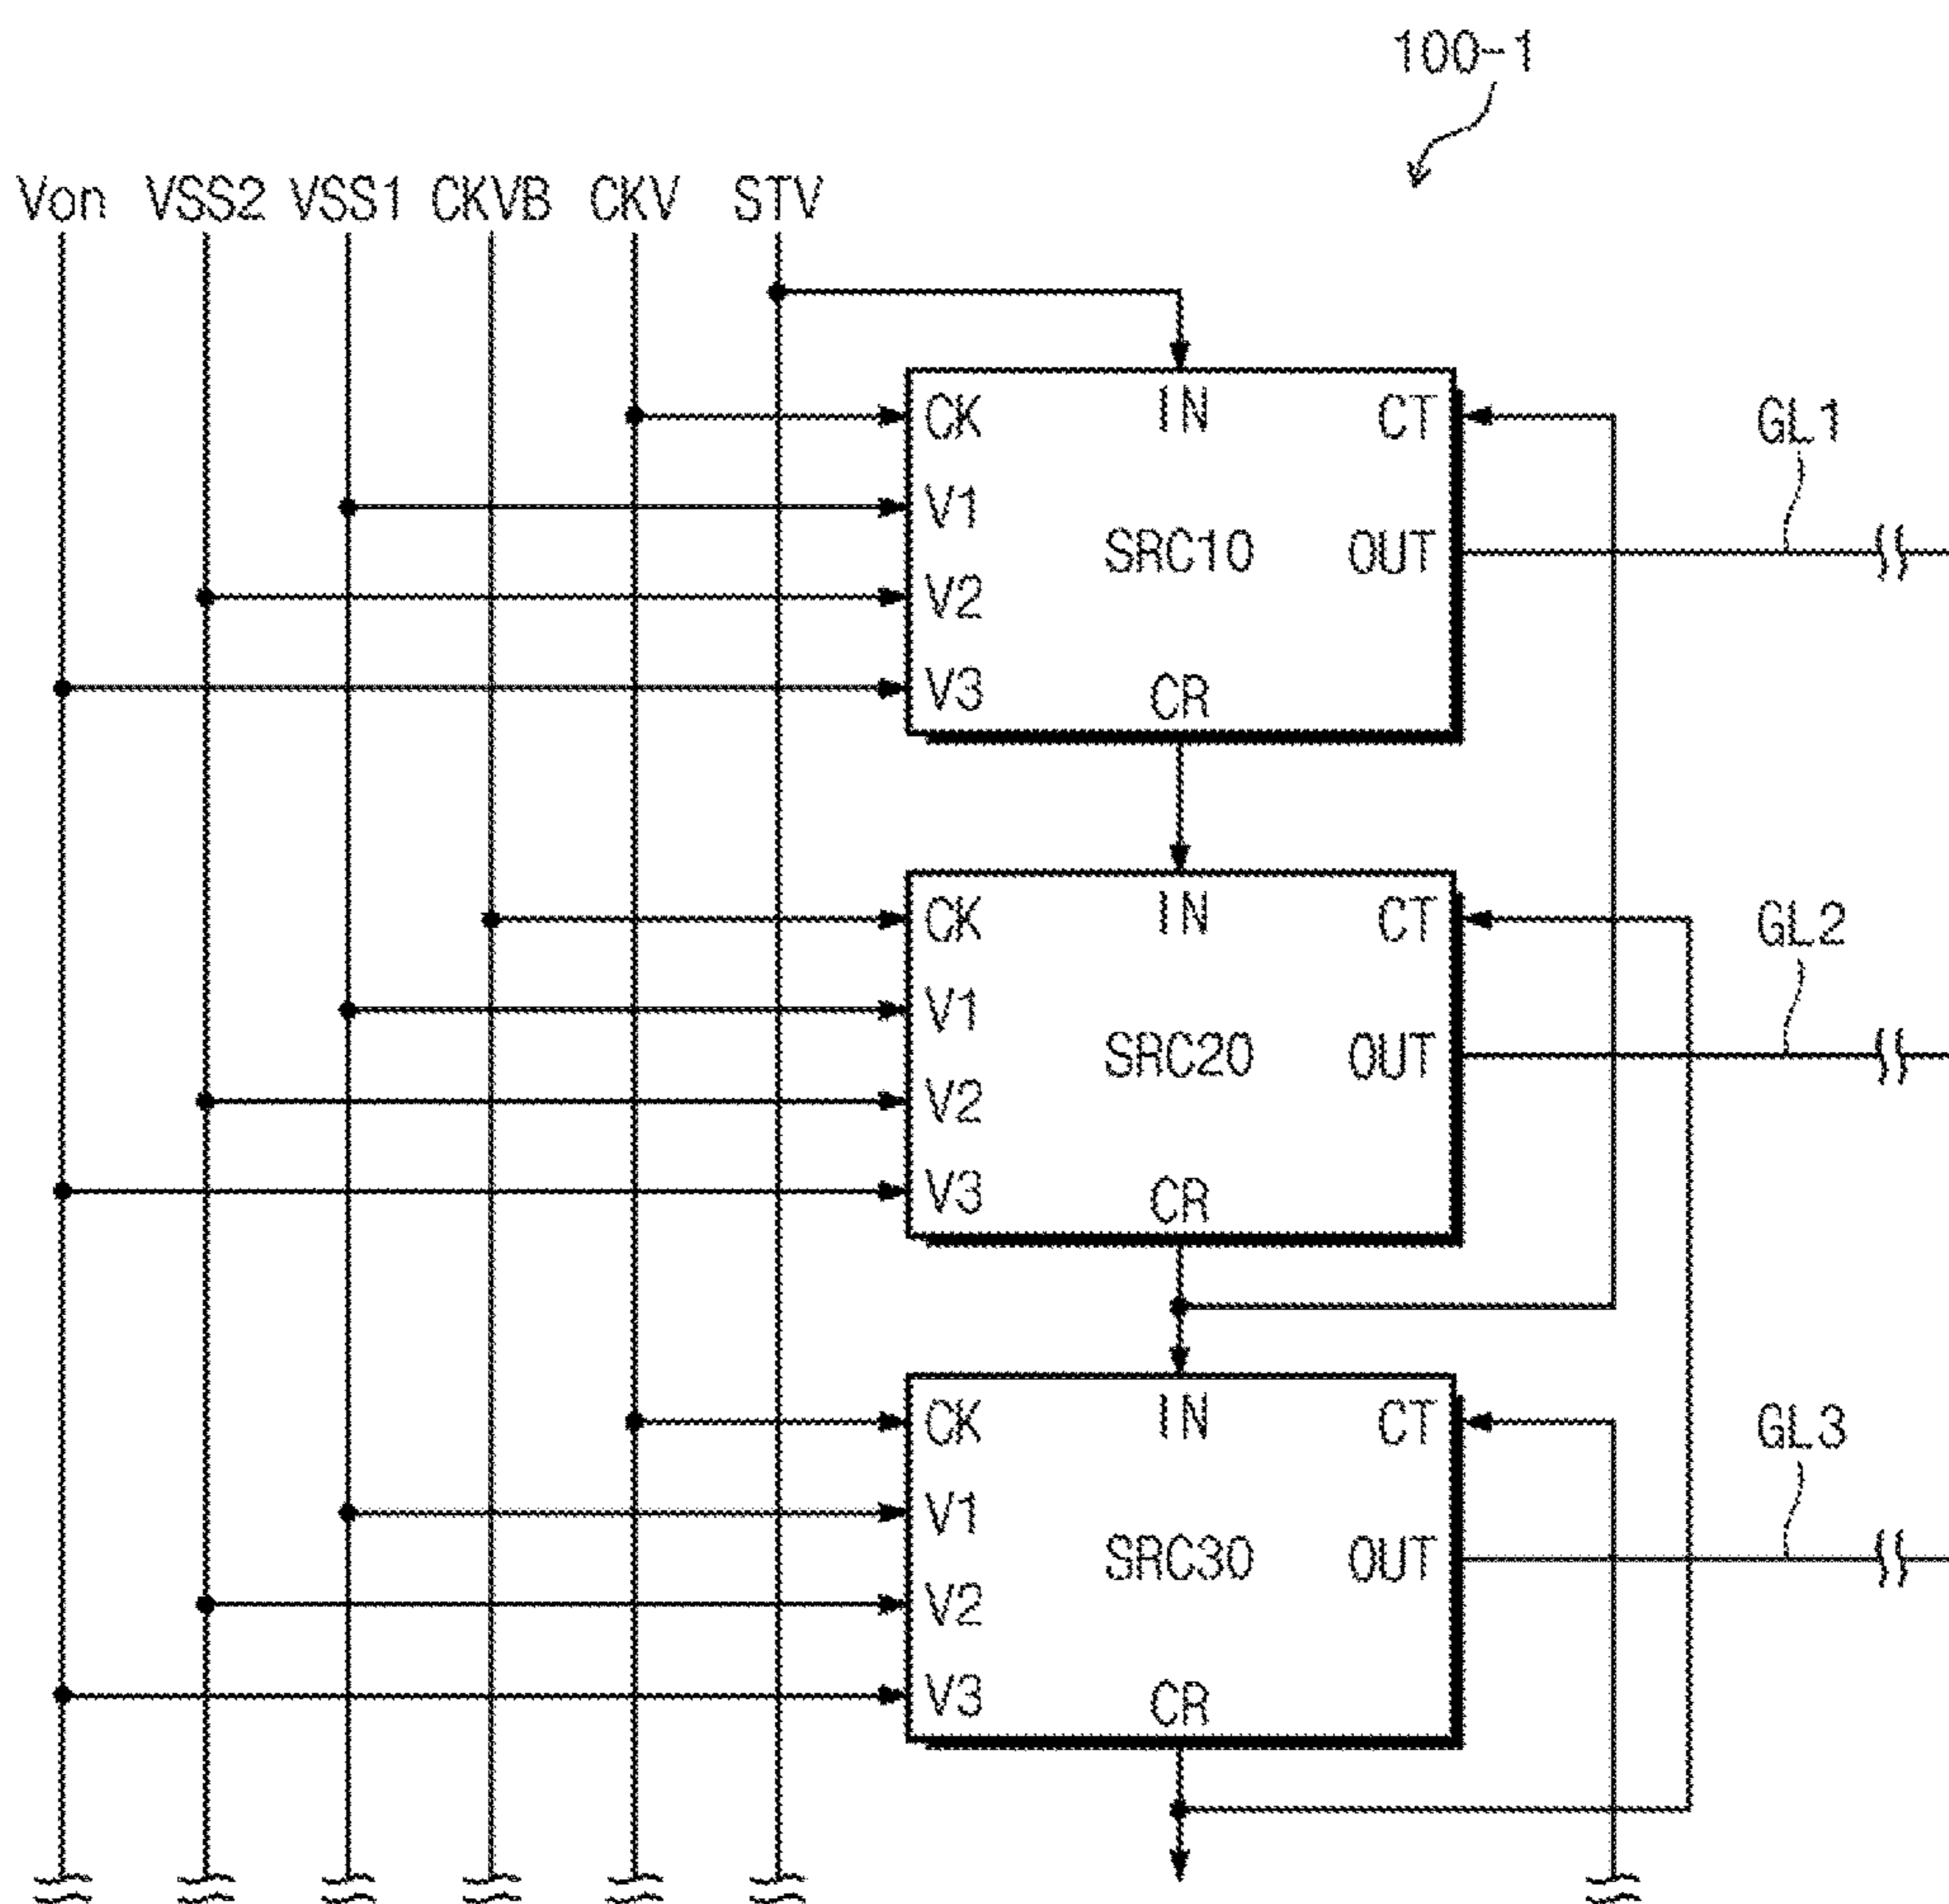 100-1
Von VSS2 VSS1 CKVB CKV STV
CK IN CT
GL1
V1
SRC10 OUT
V2
V3 CR
CK IN CT
GL2
V1
SRC20 OUT
V2
V3 CR
CK IN CT
GL3
V1
SRC30 OUT
V2
V3 CR